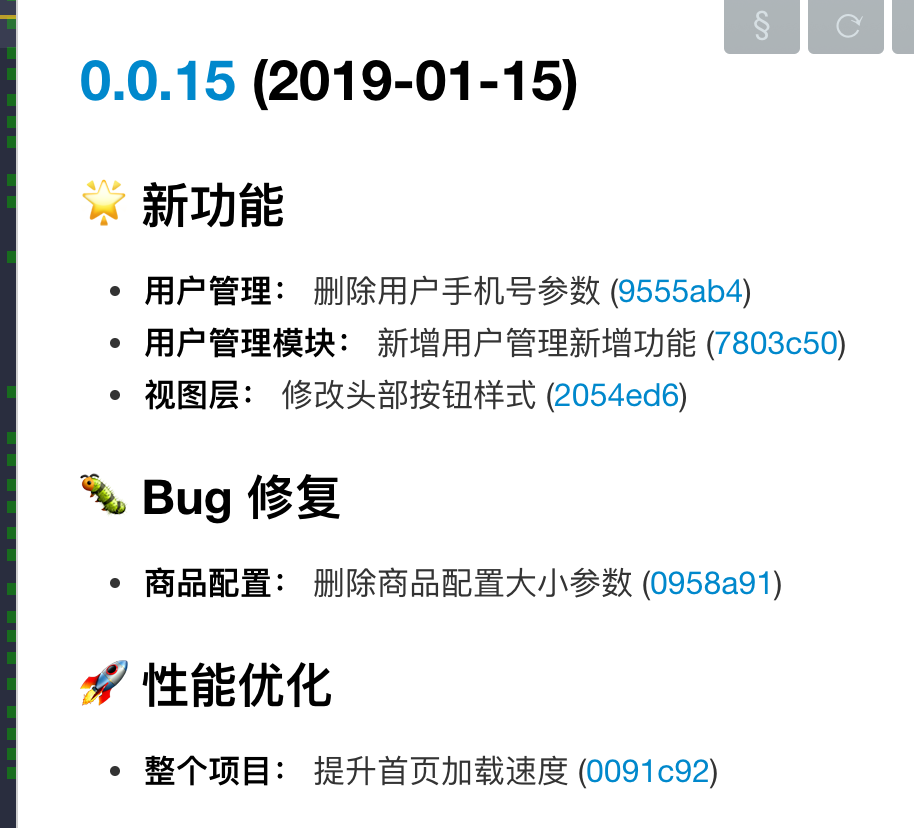 §
0.0.15 (2019-01-15)
🌟 新功能
• 用户管理： 删除用户手机号参数 (9555ab4)
• 用户管理模块： 新增用户管理新增功能 (7803c50)
• 视图层： 修改头部按钮样式 (2054ed6)
🐛 Bug 修复
• 商品配置： 删除商品配置大小参数 (0958a91)
🚀 性能优化
• 整个项目： 提升首页加载速度 (0091c92)